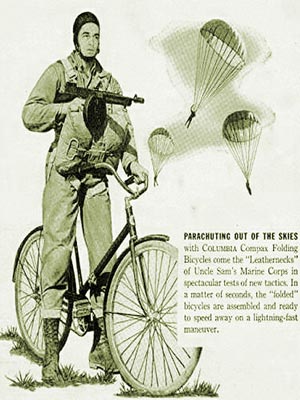 PARACHUTING OUT OF THE SKIES
with COLUMBIA Compax Folding
Bicycles come the "Leathernecks"
of Uncle Sam's Marine Corps in
spectacular tests of new tactics. In
a matter of seconds, the "folded"
bicycles are assembled and ready
to speed away on a lightning-fast
maneuver.